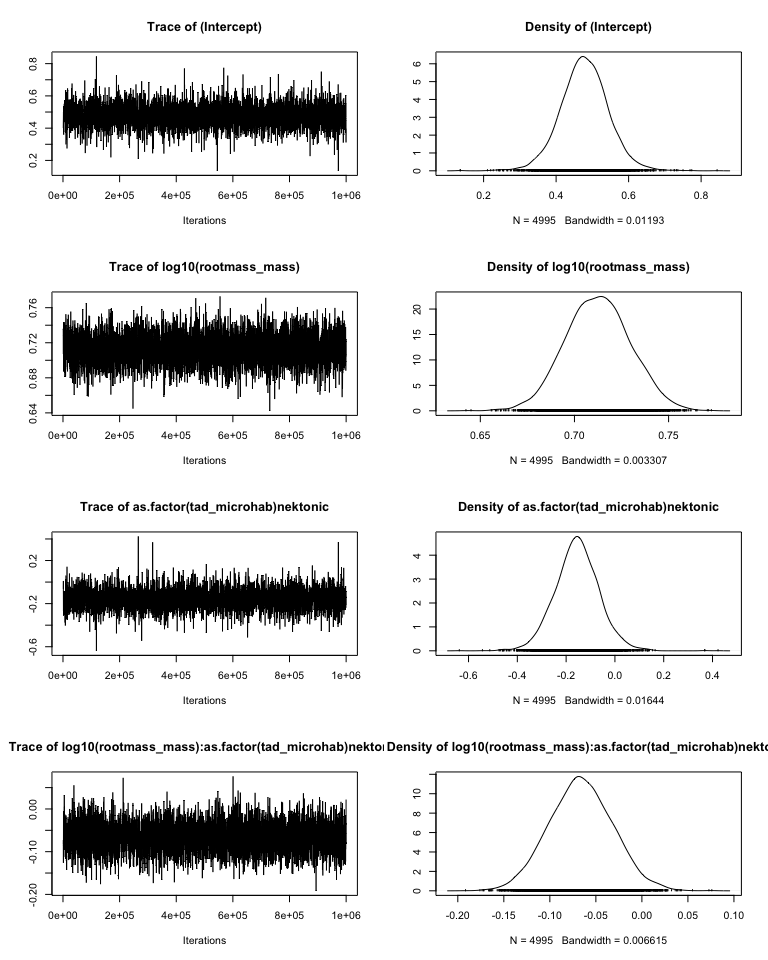 Trace of (Intercept)
0.2 0.4 0.6 0.8
0e+00 2e+05 4e+05 6e+05 8e+05 1e+06
Iterations
Density of (Intercept)
0 1 2 3 4 5 6
0.2 0.4 0.6 0.8
N = 4995 Bandwidth = 0.01193
Trace of log10(rootmass_mass)
0.64 0.68 0.72 0.76
0e+00 2e+05 4e+05 6e+05 8e+05 1e+06
Iterations
Density of log10(rootmass_mass)
0 5 10 15 20
0.65 0.70 0.75
N = 4995 Bandwidth = 0.003307
Trace of as.factor(tad_microhab)nektonic
-0.6 -0.2 0.2
0e+00 2e+05 4e+05 6e+05 8e+05 1e+06
Iterations
Density of as.factor(tad_microhab)nektonic
0 1 2 3 4
-0.6 -0.4 -0.2 0.0 0.2 0.4
N = 4995 Bandwidth = 0.01644
Trace of log10(rootmass_mass):as.factor(tad_microhab)nekto
-0.20 -0.10 0.00
0e+00 2e+05 4e+05 6e+05 8e+05 1e+06
Iterations
Density of log10(rootmass_mass):as.factor(tad_microhab)nekto
0 2 4 6 8 10
-0.20 -0.15 -0.10 -0.05 0.00 0.05 0.10
N = 4995 Bandwidth = 0.006615